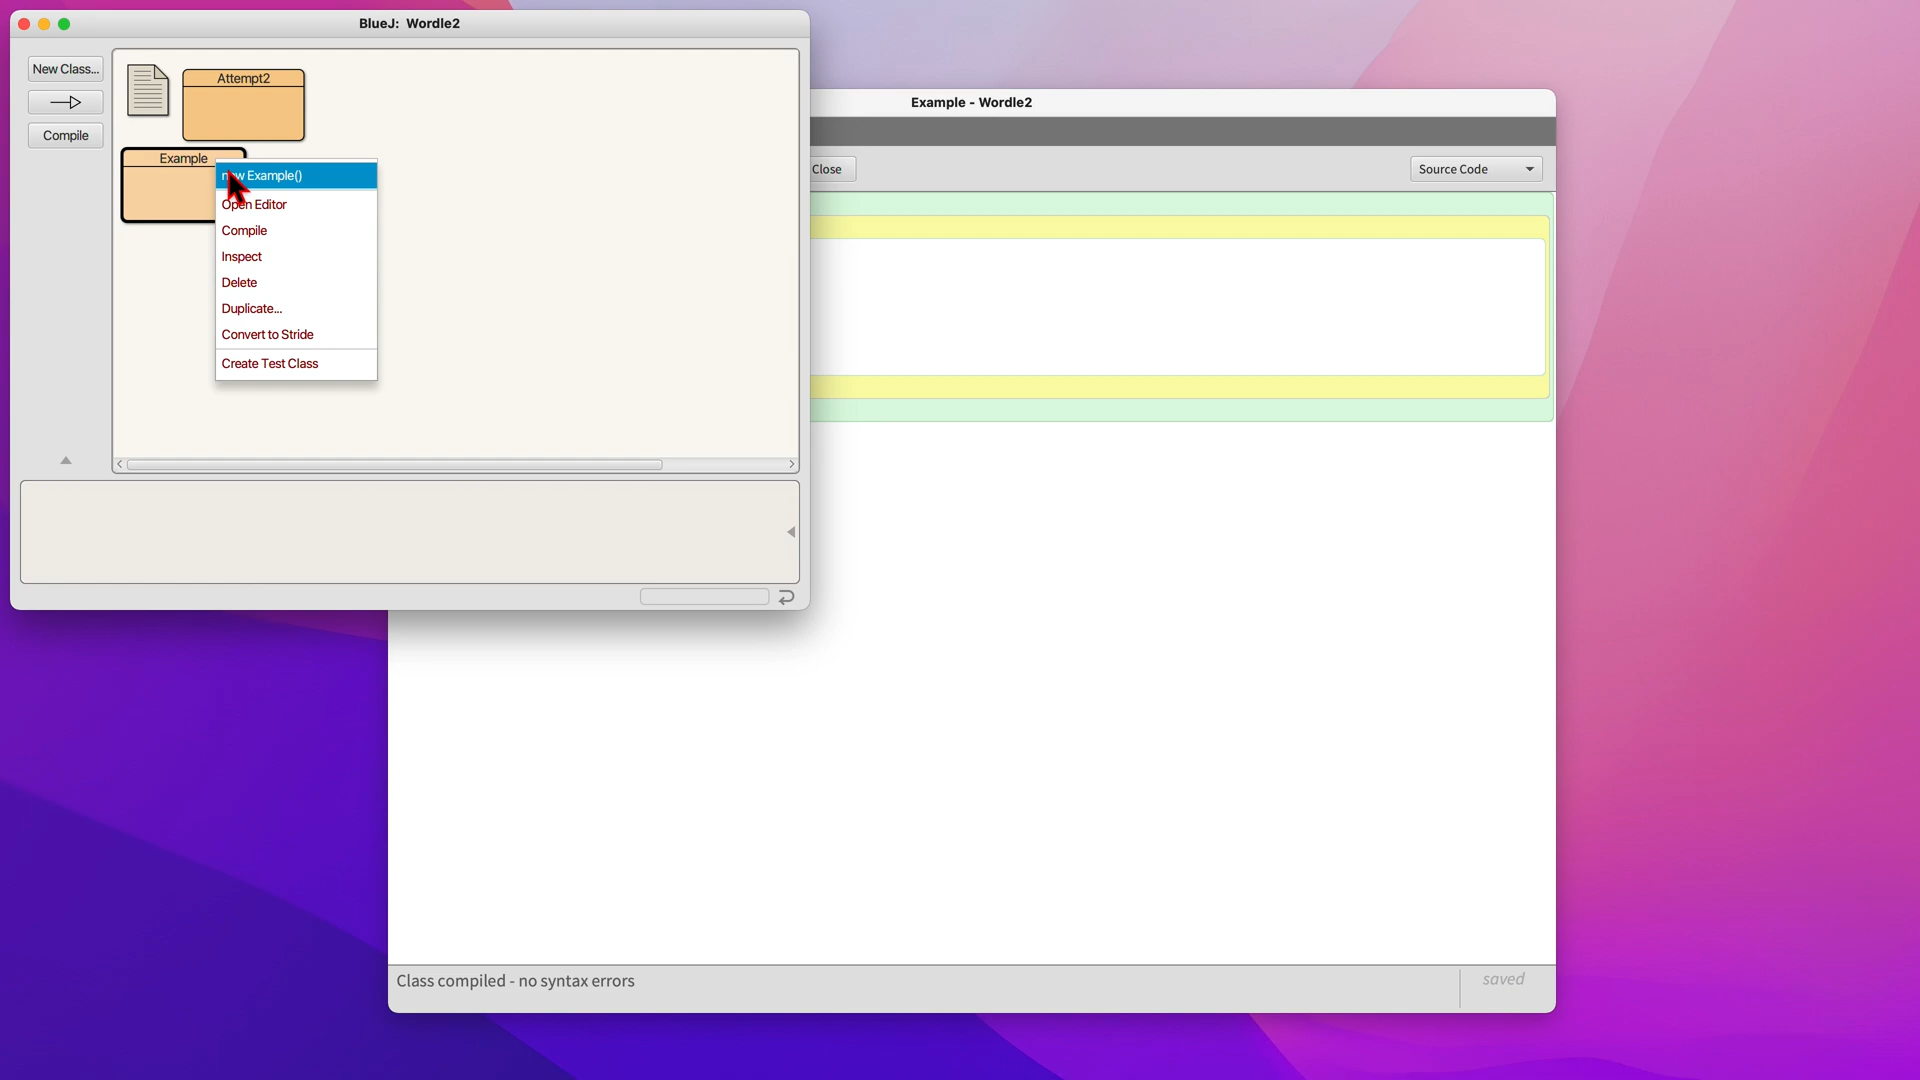 BlueJ: Wordle2
New Class...
Compile
Attempt2
Example
new Example()
Open Editor
Compile
Inspect
Delete
Duplicate...
Convert to Stride
Create Test Class
Example - Wordle2
Close
Source Code
Class compiled - no syntax errors
saved